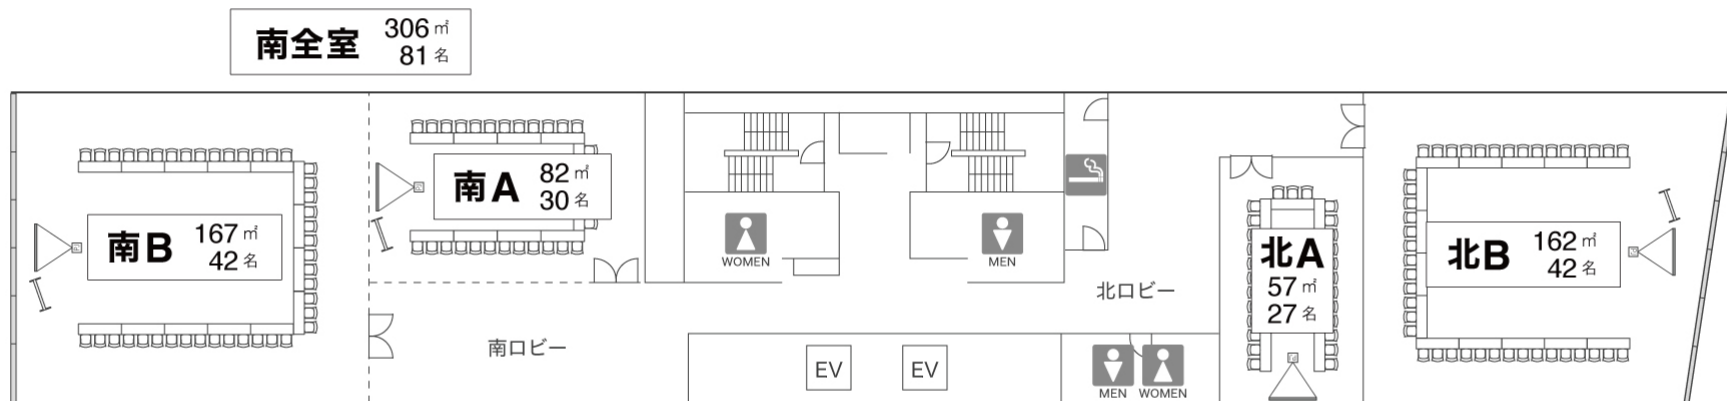 南全室
306㎡
81名
南A
82㎡
30名
南B
167㎡
42名
WOMEN
MEN
北A
57㎡
27名
北B
162㎡
42名
北ロビー
南ロビー
EV
EV
MEN
WOMEN